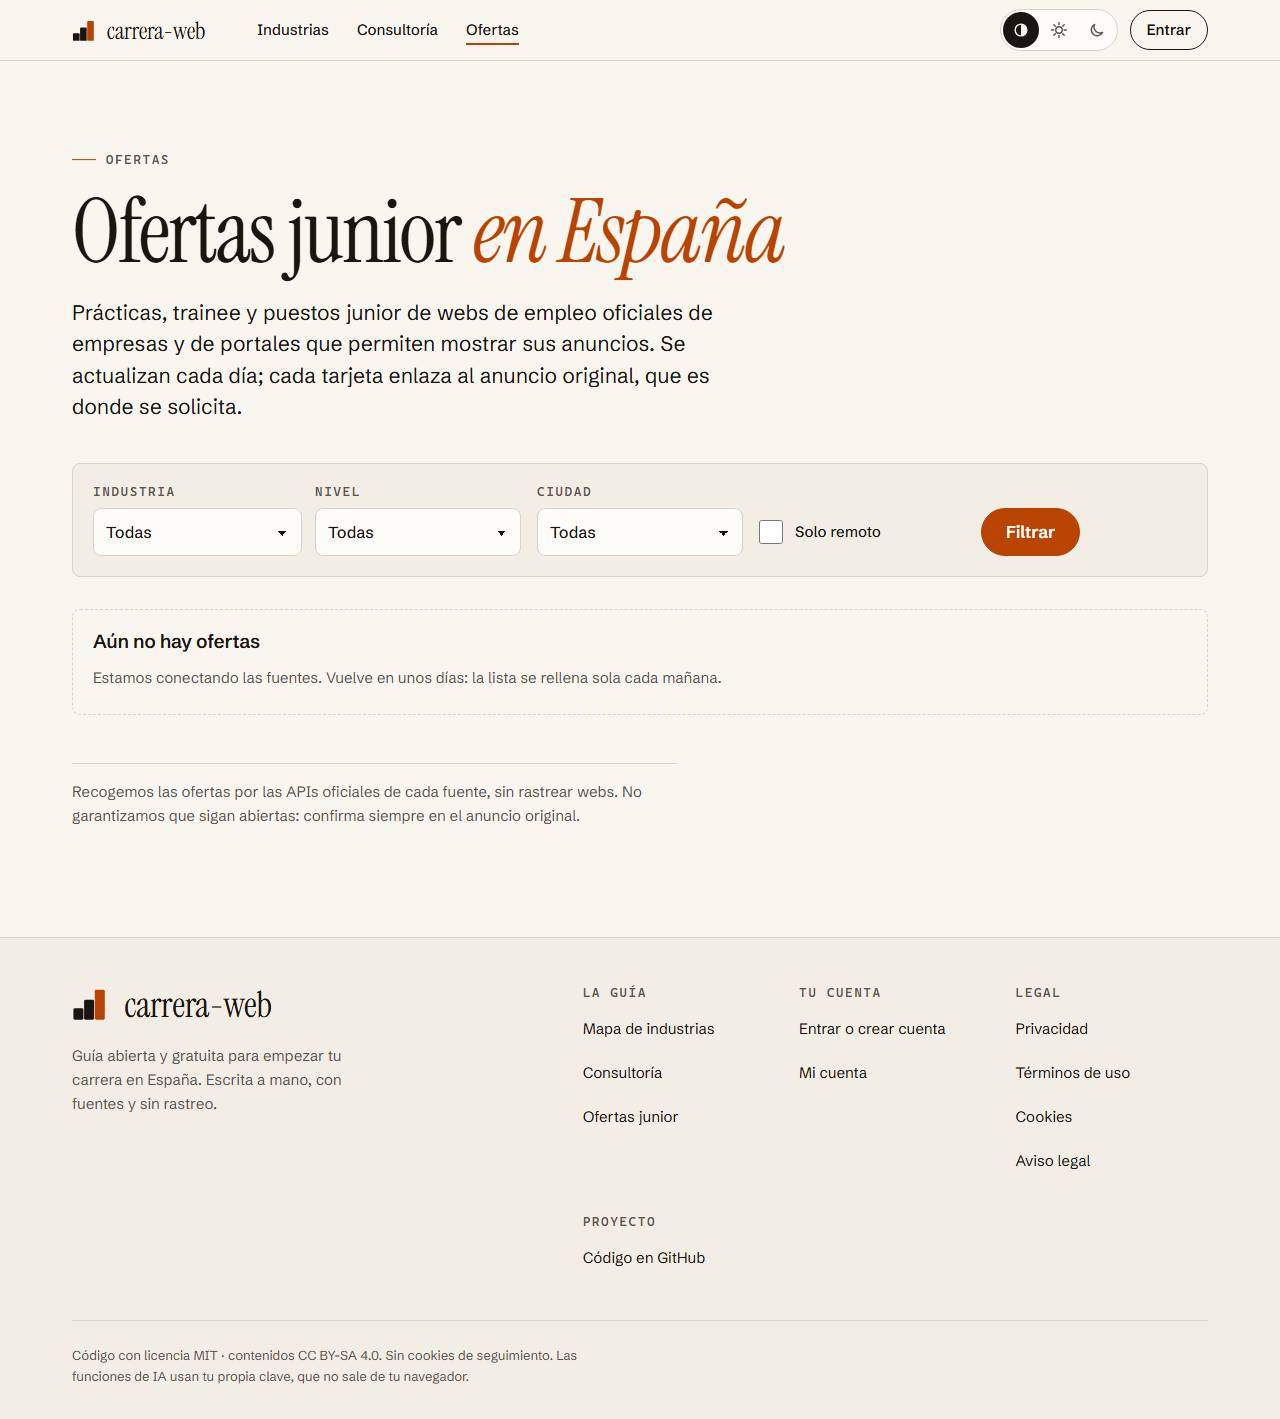 carrera-web
Industrias Consultoría Ofertas
Entrar
OFERTAS
Ofertas junior en España
Prácticas, trainee y puestos junior de webs de empleo oficiales de
empresas y de portales que permiten mostrar sus anuncios. Se
actualizan cada día; cada tarjeta enlaza al anuncio original, que es
donde se solicita.
INDUSTRIA NIVEL CIUDAD
Todas Todas Todas Solo remoto Filtrar
Aún no hay ofertas
Estamos conectando las fuentes. Vuelve en unos días: la lista se rellena sola cada mañana.
Recogemos las ofertas por las APIs oficiales de cada fuente, sin rastrear webs. No
garantizamos que sigan abiertas: confirma siempre en el anuncio original.
carrera-web
Guía abierta y gratuita para empezar tu
carrera en España. Escrita a mano, con
fuentes y sin rastreo.
LA GUÍA
Mapa de industrias
Consultoría
Ofertas junior
TU CUENTA
Entrar o crear cuenta
Mi cuenta
LEGAL
Privacidad
Términos de uso
Cookies
Aviso legal
PROYECTO
Código en GitHub
Código con licencia MIT · contenidos CC BY-SA 4.0. Sin cookies de seguimiento. Las
funciones de IA usan tu propia clave, que no sale de tu navegador.